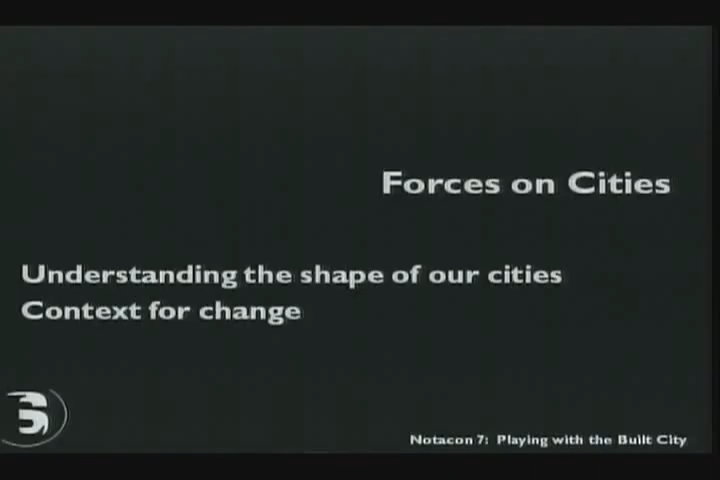 Forces on Cities
Understanding the shape of our cities
Context for change
Notacon 7: Playing with the Built City